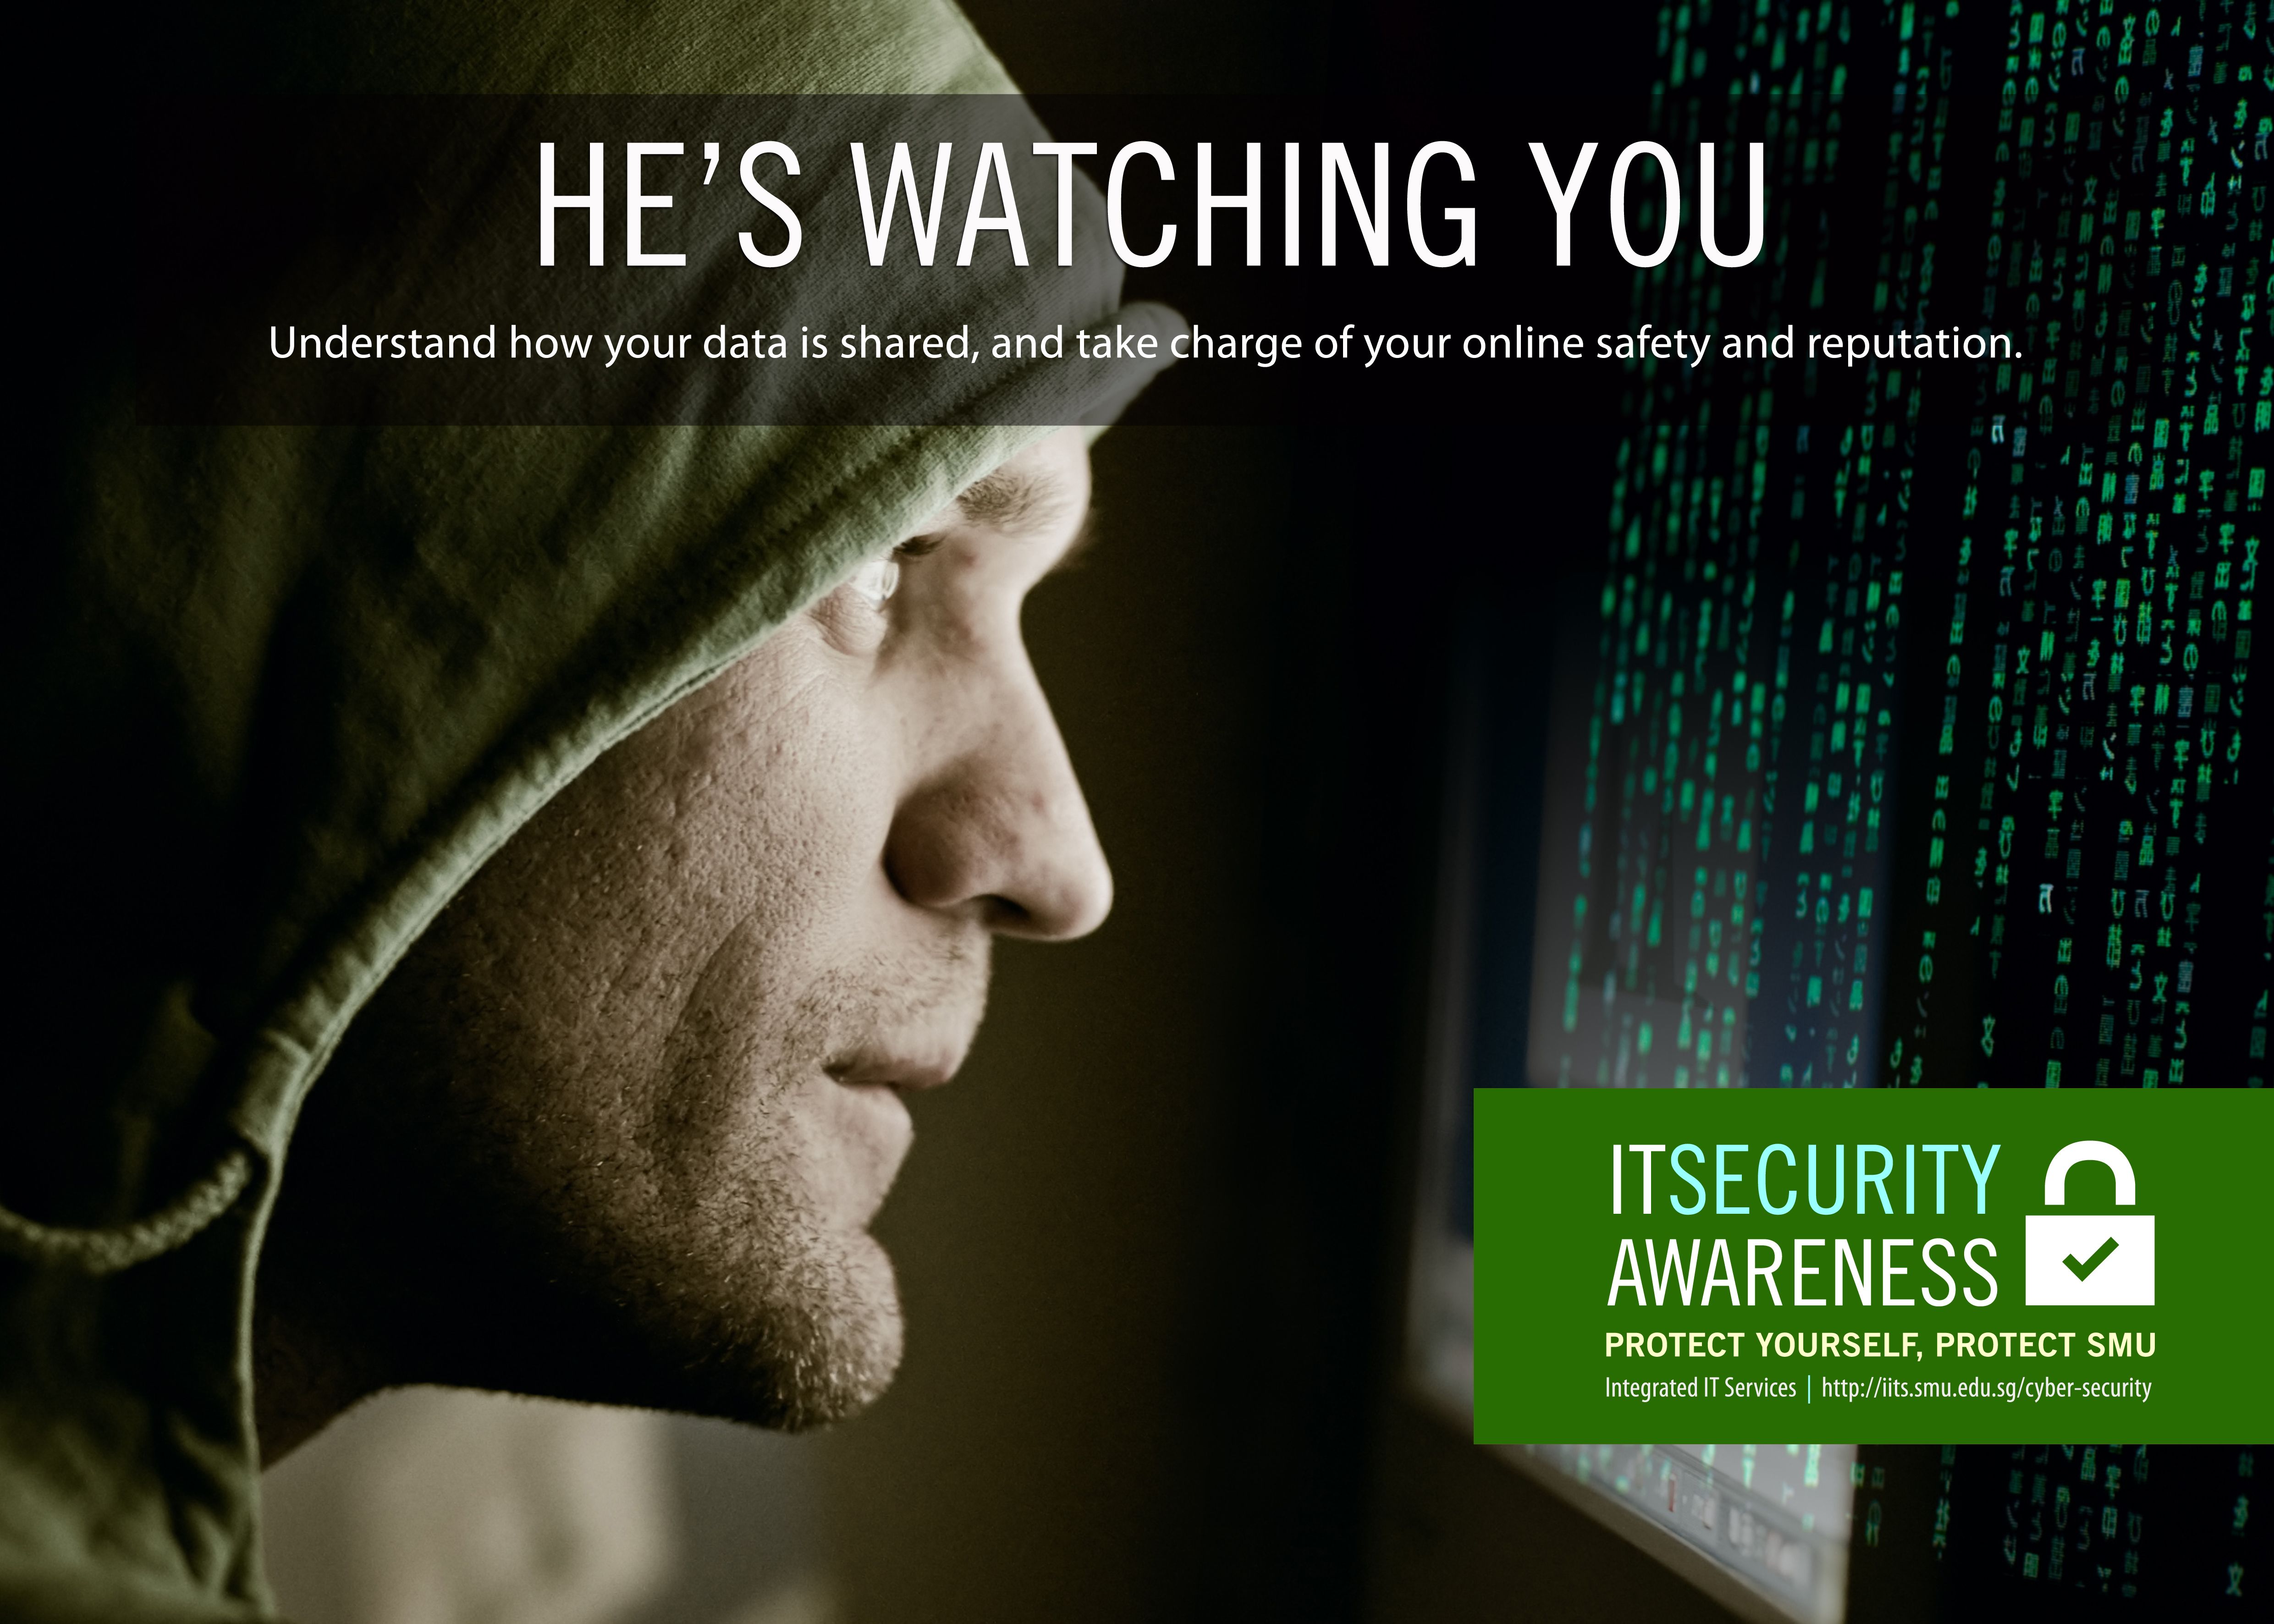 HE’S WATCHING YOU
Understand how your data is shared, and take charge of your online safety and reputation.
ITSECURITY
AWARENESS
PROTECT YOURSELF, PROTECT SMU
Integrated IT Services | http://iits.smu.edu.sg/cyber-security